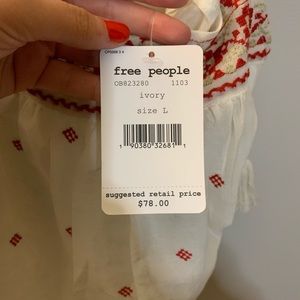 free people
OB823280 1103
ivory
size L
1 90380 32681 1
suggested retail price
$78.00